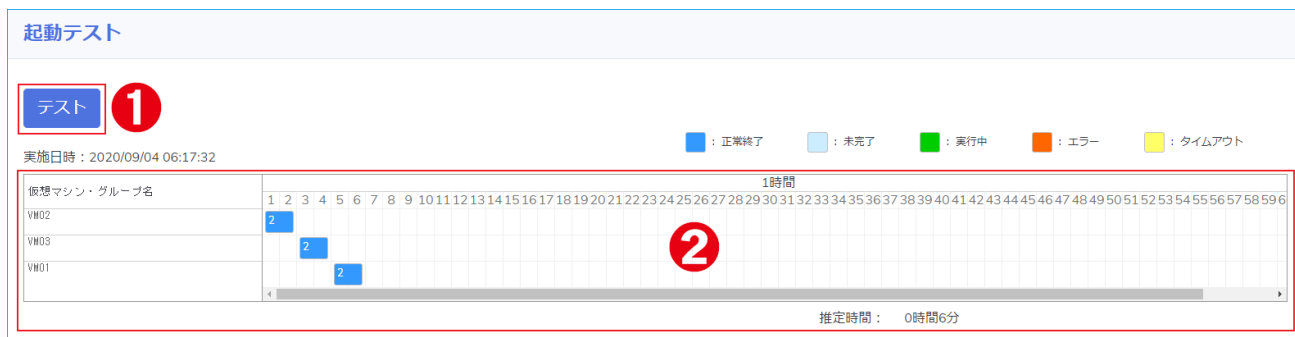 起動テスト
テスト
1
実施日時：2020/09/04 06:17:32
：正常終了 ：未完了 ：実行中 ：エラー ：タイムアウト
仮想マシン・グループ名
1時間
1 2 3 4 5 6 7 8 9 10 11 12 13 14 15 16 17 18 19 20 21 22 23 24 25 26 27 28 29 30 31 32 33 34 35 36 37 38 39 40 41 42 43 44 45 46 47 48 49 50 51 52 53 54 55 56 57 58 59 6
VM02 2
VM03 2
2
VM01 2
推定時間： 0時間6分